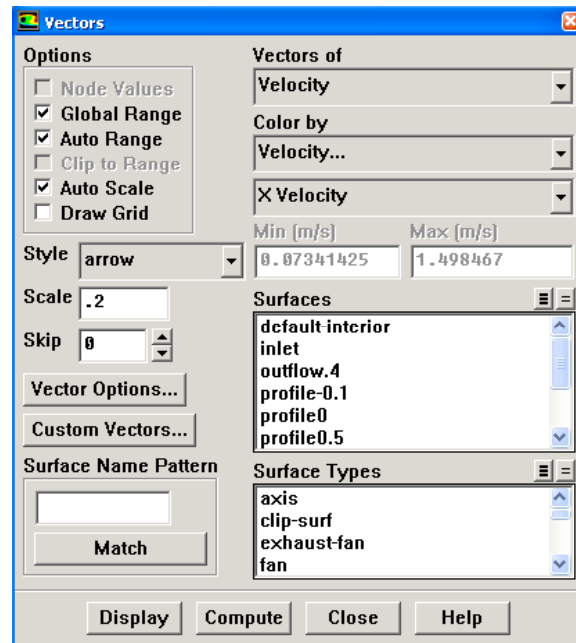 Vectors
Options
Node Values
Global Range
Auto Range
Clip to Range
Auto Scale
Draw Grid
Style
arrow
Scale
.2
Skip
0
Vector Options...
Custom Vectors...
Surface Name Pattern
Match
Vectors of
Velocity
Color by
Velocity...
X Velocity
Min (m/s)
Max (m/s)
0.07341425
1.498467
Surfaces
default-interior
inlet
outflow.4
profile-0.1
profile0
profile0.5
Surface Types
axis
clip-surf
exhaust-fan
fan
Display
Compute
Close
Help